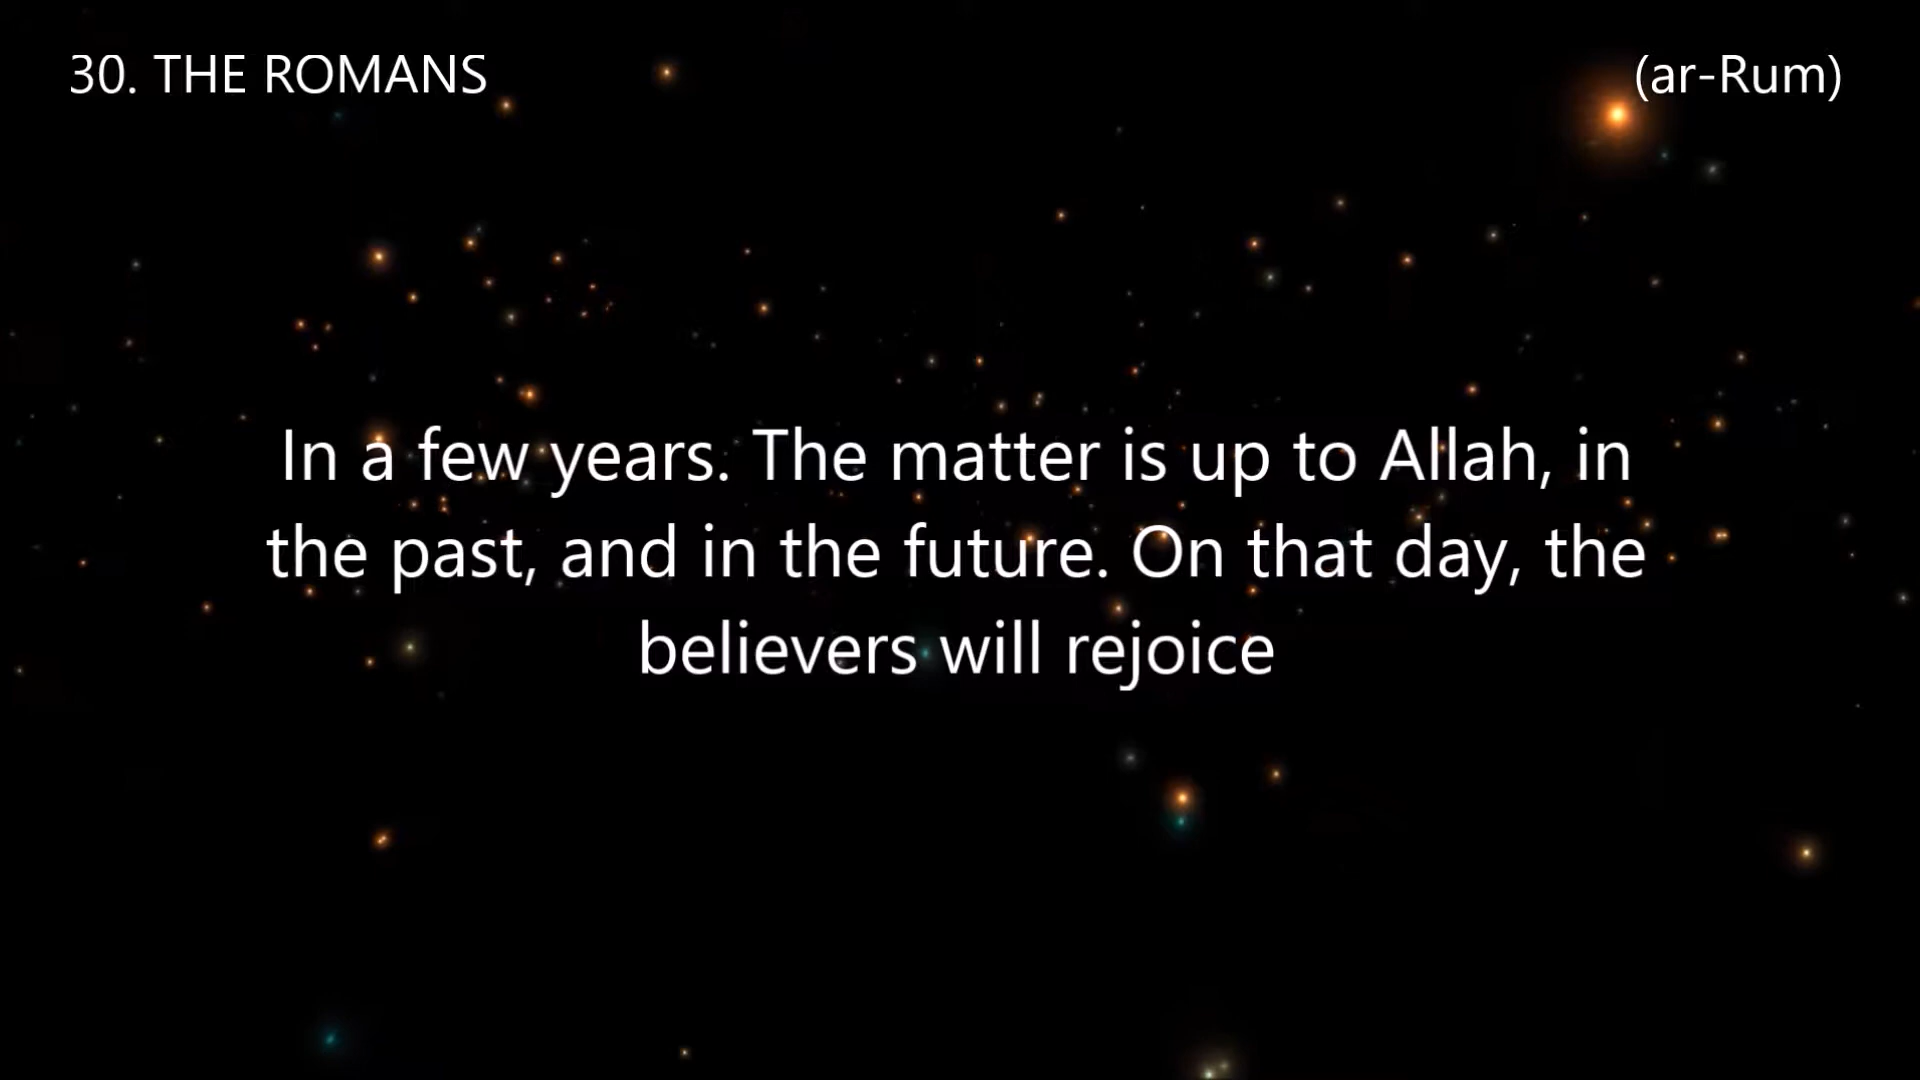 30. THE ROMANS
(ar-Rum)
In a few years. The matter is up to Allah, in
the past, and in the future. On that day, the
believers will rejoice